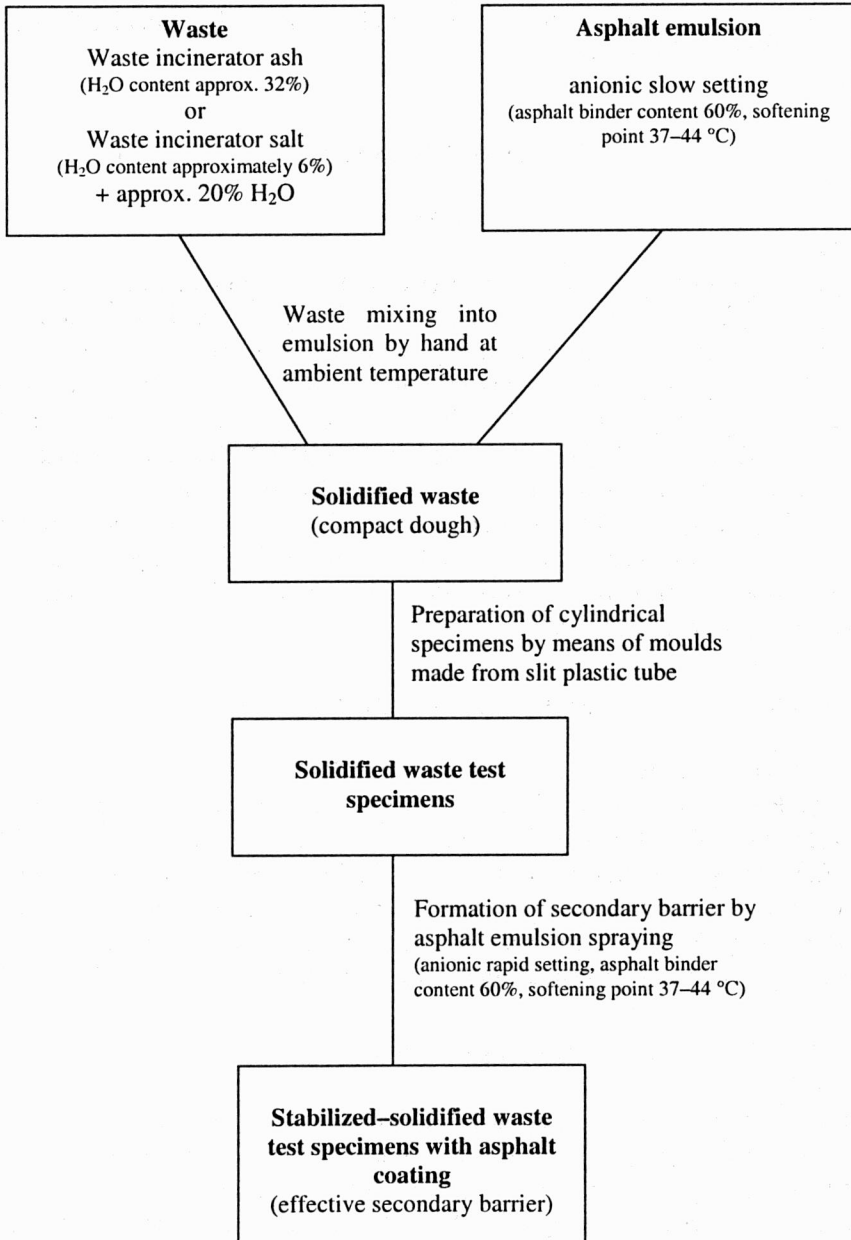 Waste
Waste incinerator ash
(H₂O content approx. 32%)
or
Waste incinerator salt
(H₂O content approximately 6%)
+ approx. 20% H₂O
Asphalt emulsion
anionic slow setting
(asphalt binder content 60%, softening
point 37–44 °C)
Waste mixing into
emulsion by hand at
ambient temperature
Solidified waste
(compact dough)
Preparation of cylindrical
specimens by means of moulds
made from slit plastic tube
Solidified waste test
specimens
Formation of secondary barrier by
asphalt emulsion spraying
(anionic rapid setting, asphalt binder
content 60%, softening point 37–44 °C)
Stabilized–solidified waste
test specimens with asphalt
coating
(effective secondary barrier)